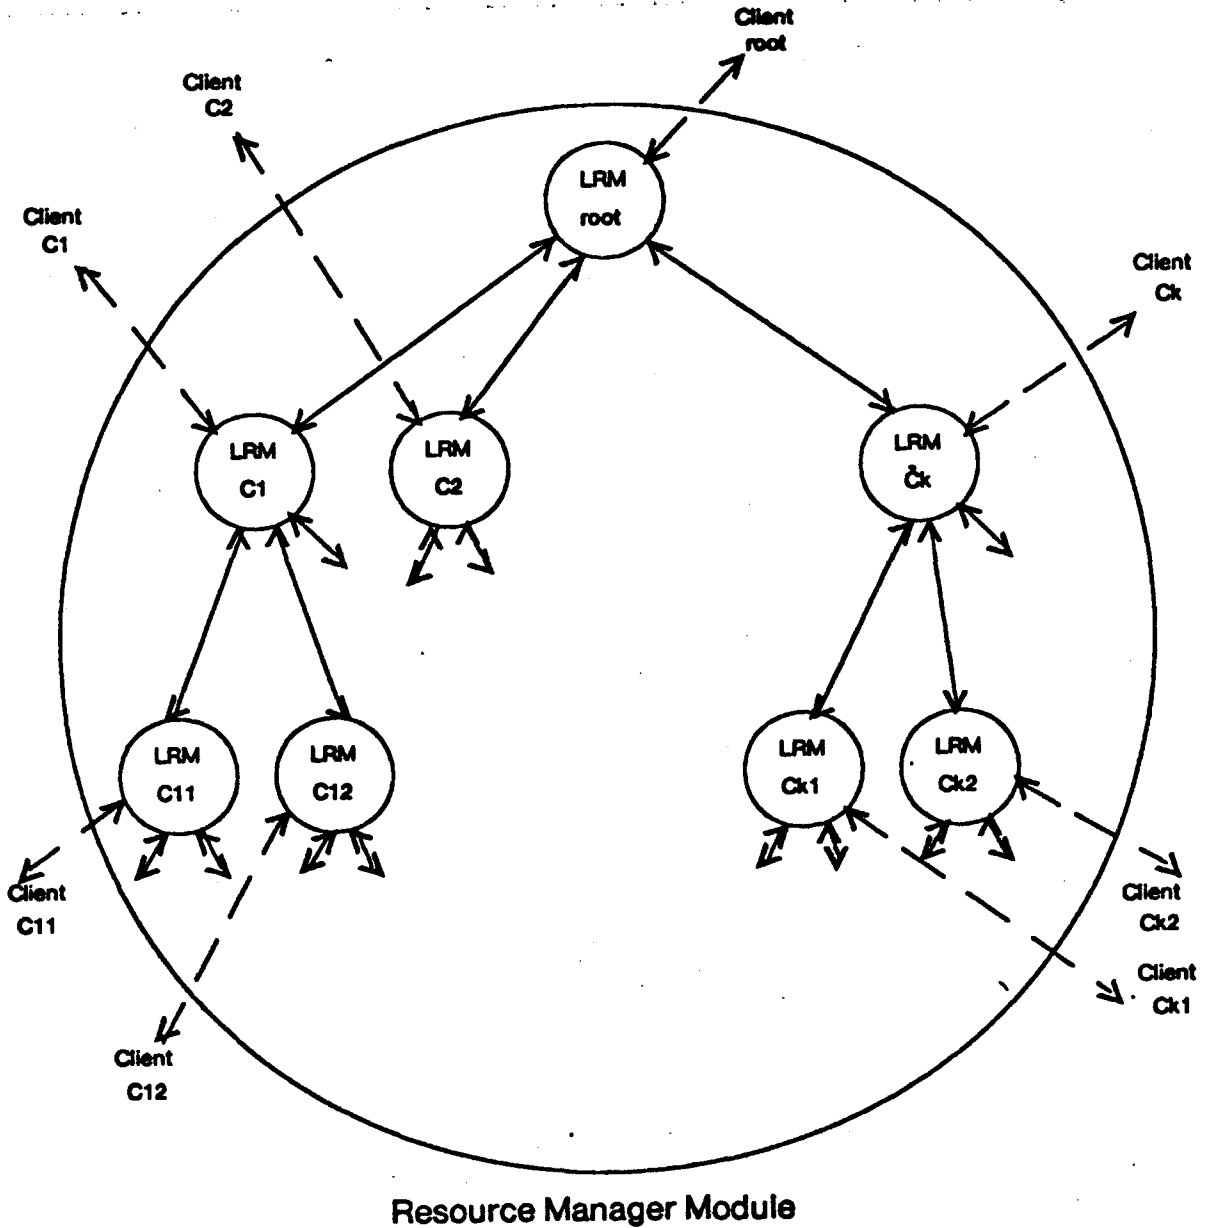 Client
root
Client
C2
Client
C1
Client
Ck
LRM
root
LRM
C1
LRM
C2
LRM
Ck
LRM
C11
LRM
C12
LRM
Ck1
LRM
Ck2
Client
C11
Client
C12
Client
Ck2
Client
Ck1
Resource Manager Module